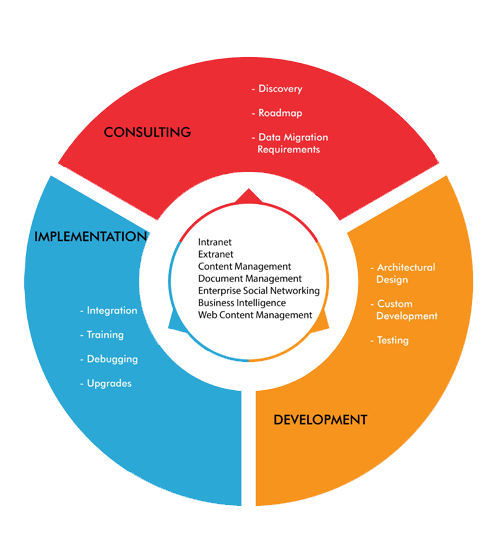 CONSULTING
- Discovery
- Roadmap
- Data Migration
Requirements
IMPLEMENTATION
- Integration
- Training
- Debugging
- Upgrades
Intranet
Extranet
Content Management
Document Management
Enterprise Social Networking
Business Intelligence
Web Content Management
- Architectural
Design
- Custom
Development
- Testing
DEVELOPMENT